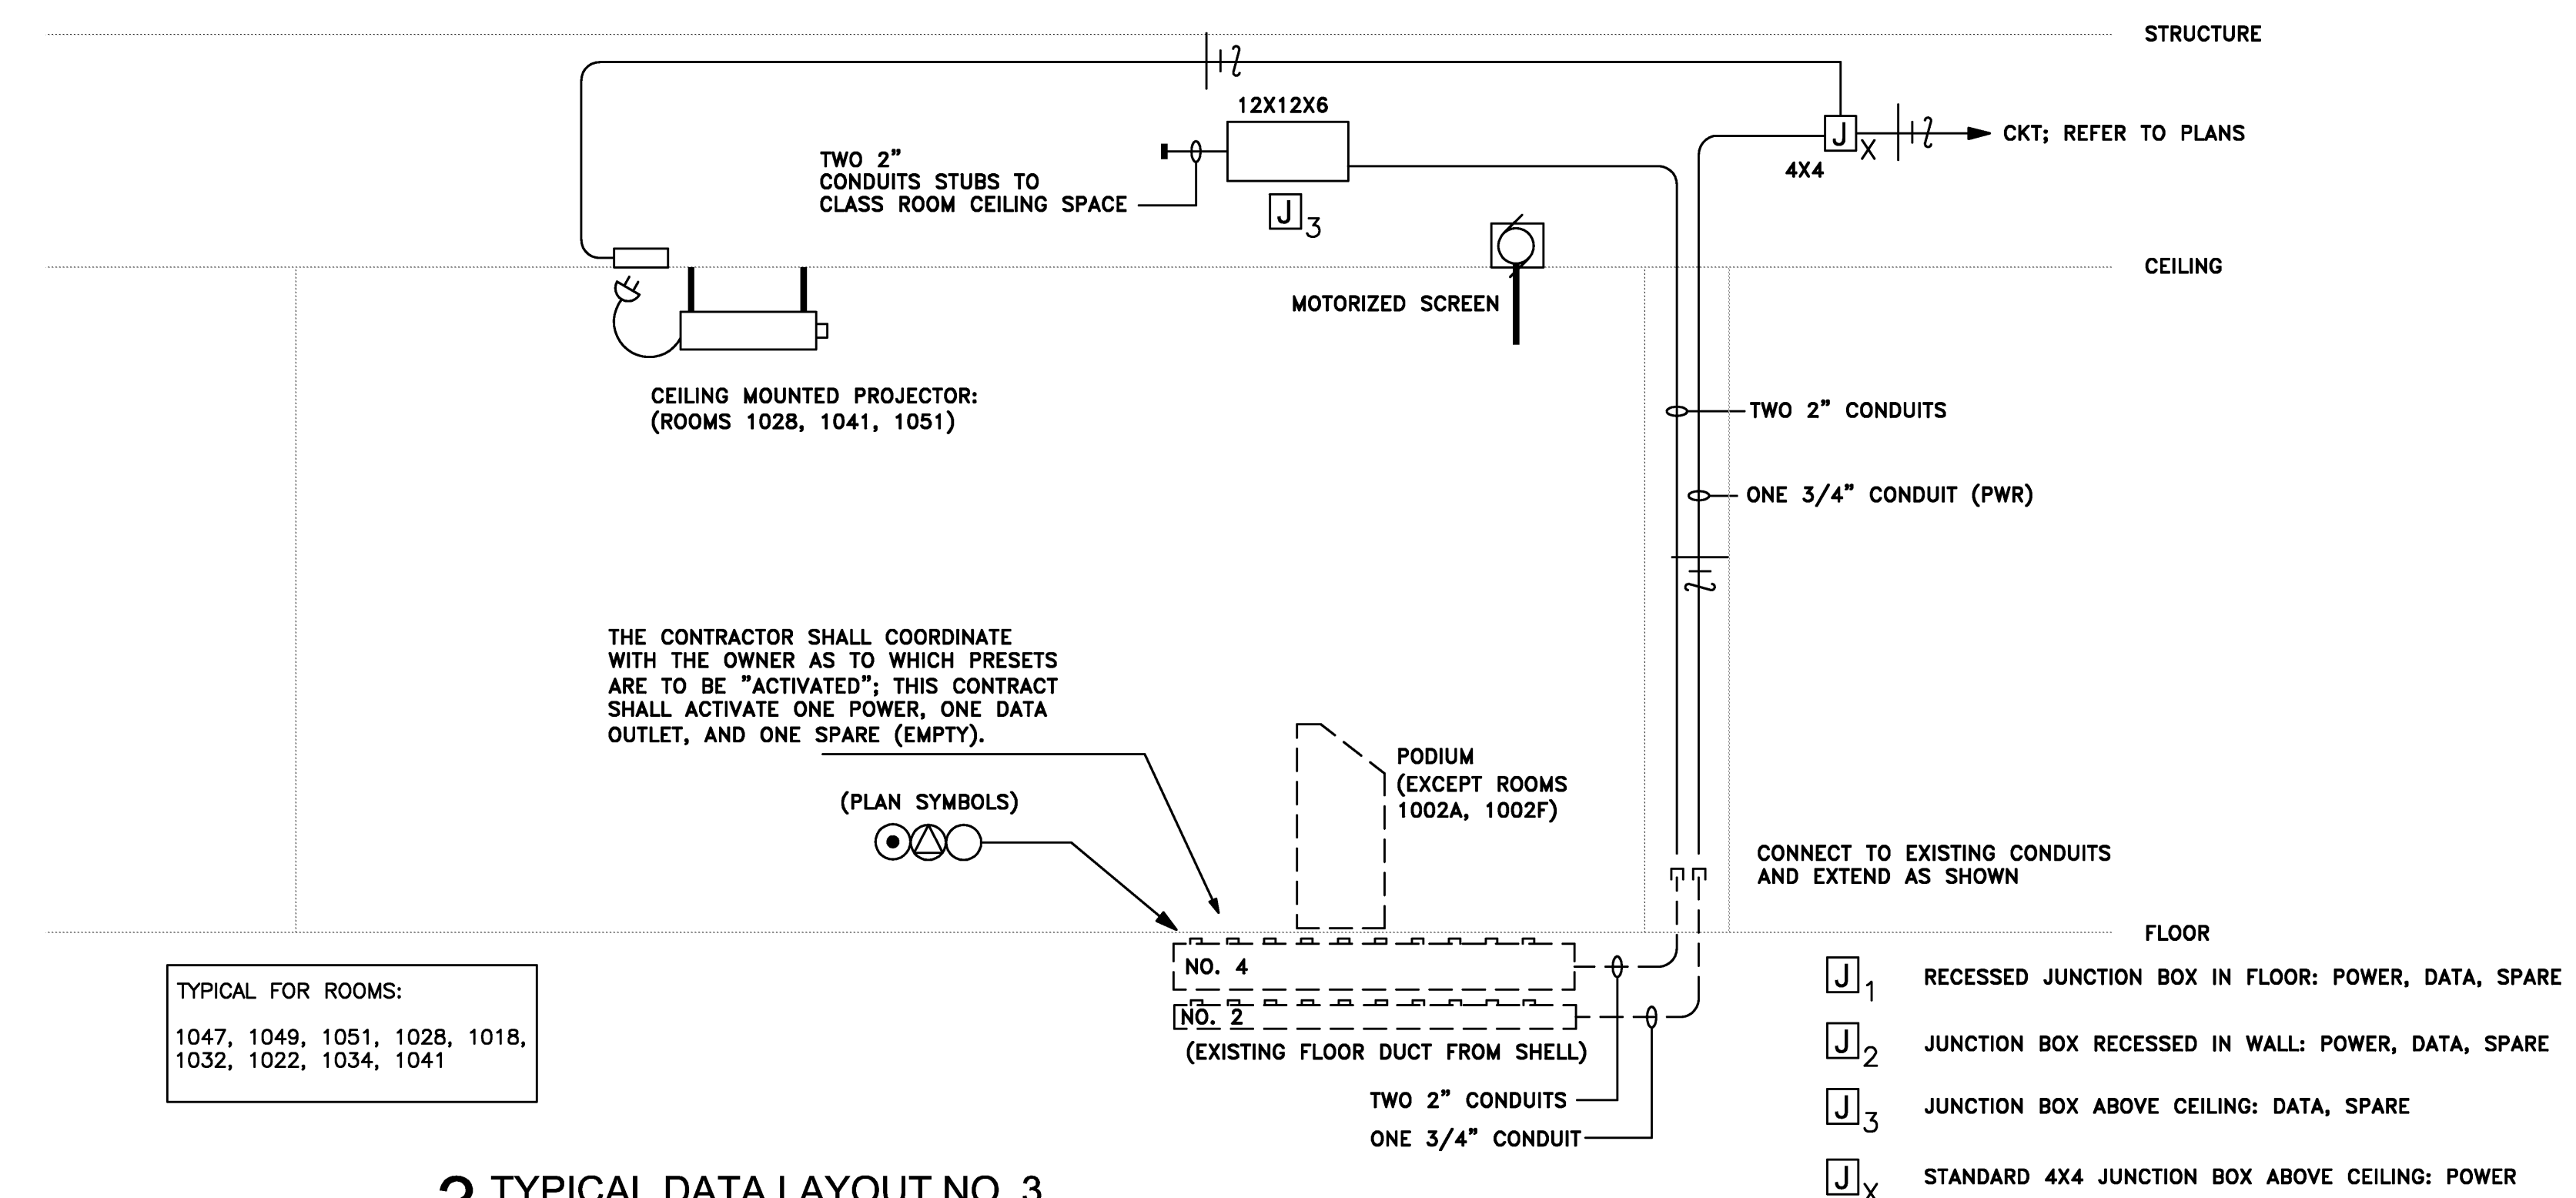 STRUCTURE
12X12X6
TWO 2”
CONDUITS STUBS TO
CLASS ROOM CEILING SPACE
J 3
J X
4X4
CKT; REFER TO PLANS
CEILING
MOTORIZED SCREEN
CEILING MOUNTED PROJECTOR:
(ROOMS 1028, 1041, 1051)
TWO 2” CONDUITS
ONE 3/4” CONDUIT (PWR)
THE CONTRACTOR SHALL COORDINATE
WITH THE OWNER AS TO WHICH PRESETS
ARE TO BE ”ACTIVATED”; THIS CONTRACT
SHALL ACTIVATE ONE POWER, ONE DATA
OUTLET, AND ONE SPARE (EMPTY).
(PLAN SYMBOLS)
PODIUM
(EXCEPT ROOMS
1002A, 1002F)
CONNECT TO EXISTING CONDUITS
AND EXTEND AS SHOWN
FLOOR
NO. 4
NO. 2
(EXISTING FLOOR DUCT FROM SHELL)
TWO 2” CONDUITS
ONE 3/4” CONDUIT
TYPICAL FOR ROOMS:
1047, 1049, 1051, 1028, 1018,
1032, 1022, 1034, 1041
J 1 RECESSED JUNCTION BOX IN FLOOR: POWER, DATA, SPARE
J 2 JUNCTION BOX RECESSED IN WALL: POWER, DATA, SPARE
J 3 JUNCTION BOX ABOVE CEILING: DATA, SPARE
J X STANDARD 4X4 JUNCTION BOX ABOVE CEILING: POWER
TYPICAL DATA LAYOUT NO. 3